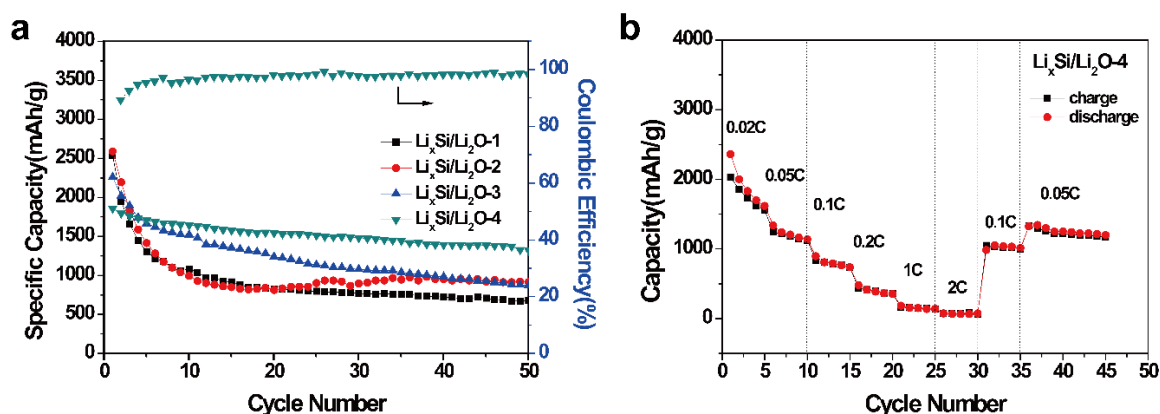 a
Specific Capacity(mAh/g)
4000
3500
3000
2500
2000
1500
1000
750
500
250
0
0
10
20
30
40
50
Cycle Number
100
80
60
40
20
0
Coulombic Efficiency(%)
LiₓSi/Li₂O-1
LiₓSi/Li₂O-2
LiₓSi/Li₂O-3
LiₓSi/Li₂O-4
b
Capacity(mAh/g)
4000
3000
2000
1000
0
0
5
10
15
20
25
30
35
40
45
50
Cycle Number
LiₓSi/Li₂O-4
charge
discharge
0.02C
0.05C
0.1C
0.2C
1C
2C
0.1C
0.05C